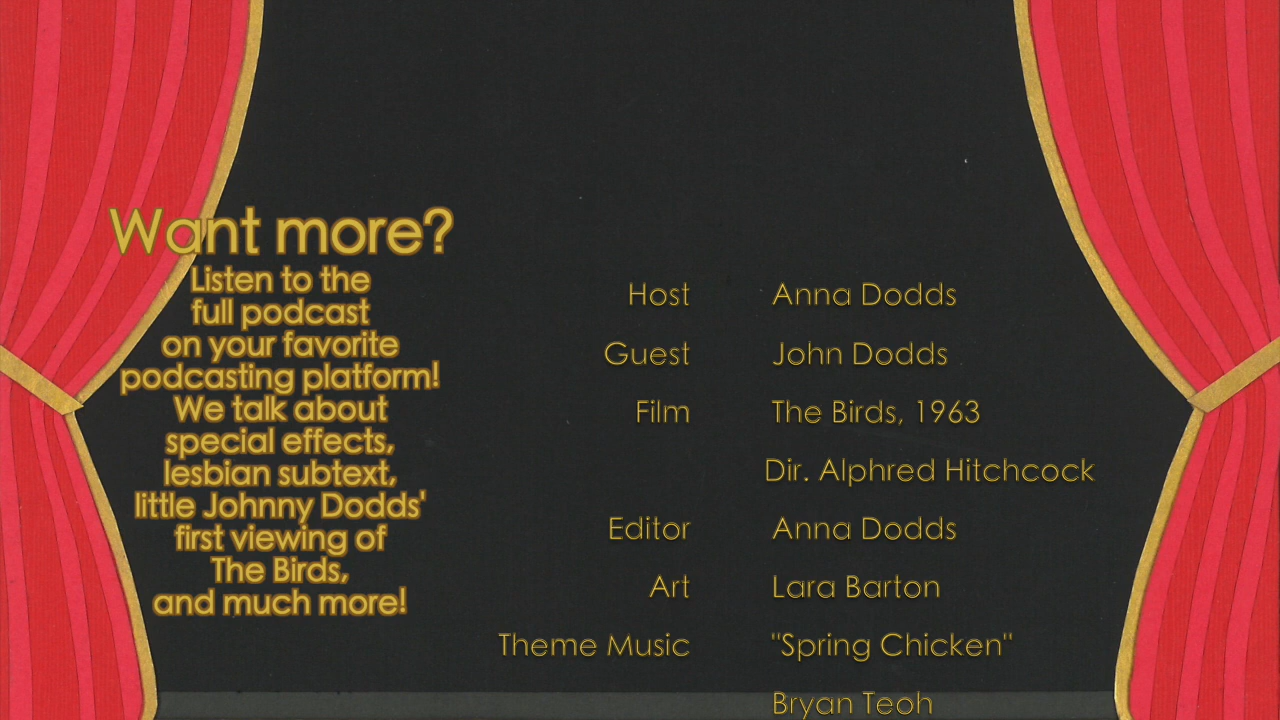 Want more?
Listen to the
full podcast
on your favorite
podcasting platform!
We talk about
special effects,
lesbian subtext,
little Johnny Dodds'
first viewing of
The Birds,
and much more!
Host Anna Dodds
Guest John Dodds
Film The Birds, 1963
Dir. Alphred Hitchcock
Editor Anna Dodds
Art Lara Barton
Theme Music "Spring Chicken"
Bryan Teoh